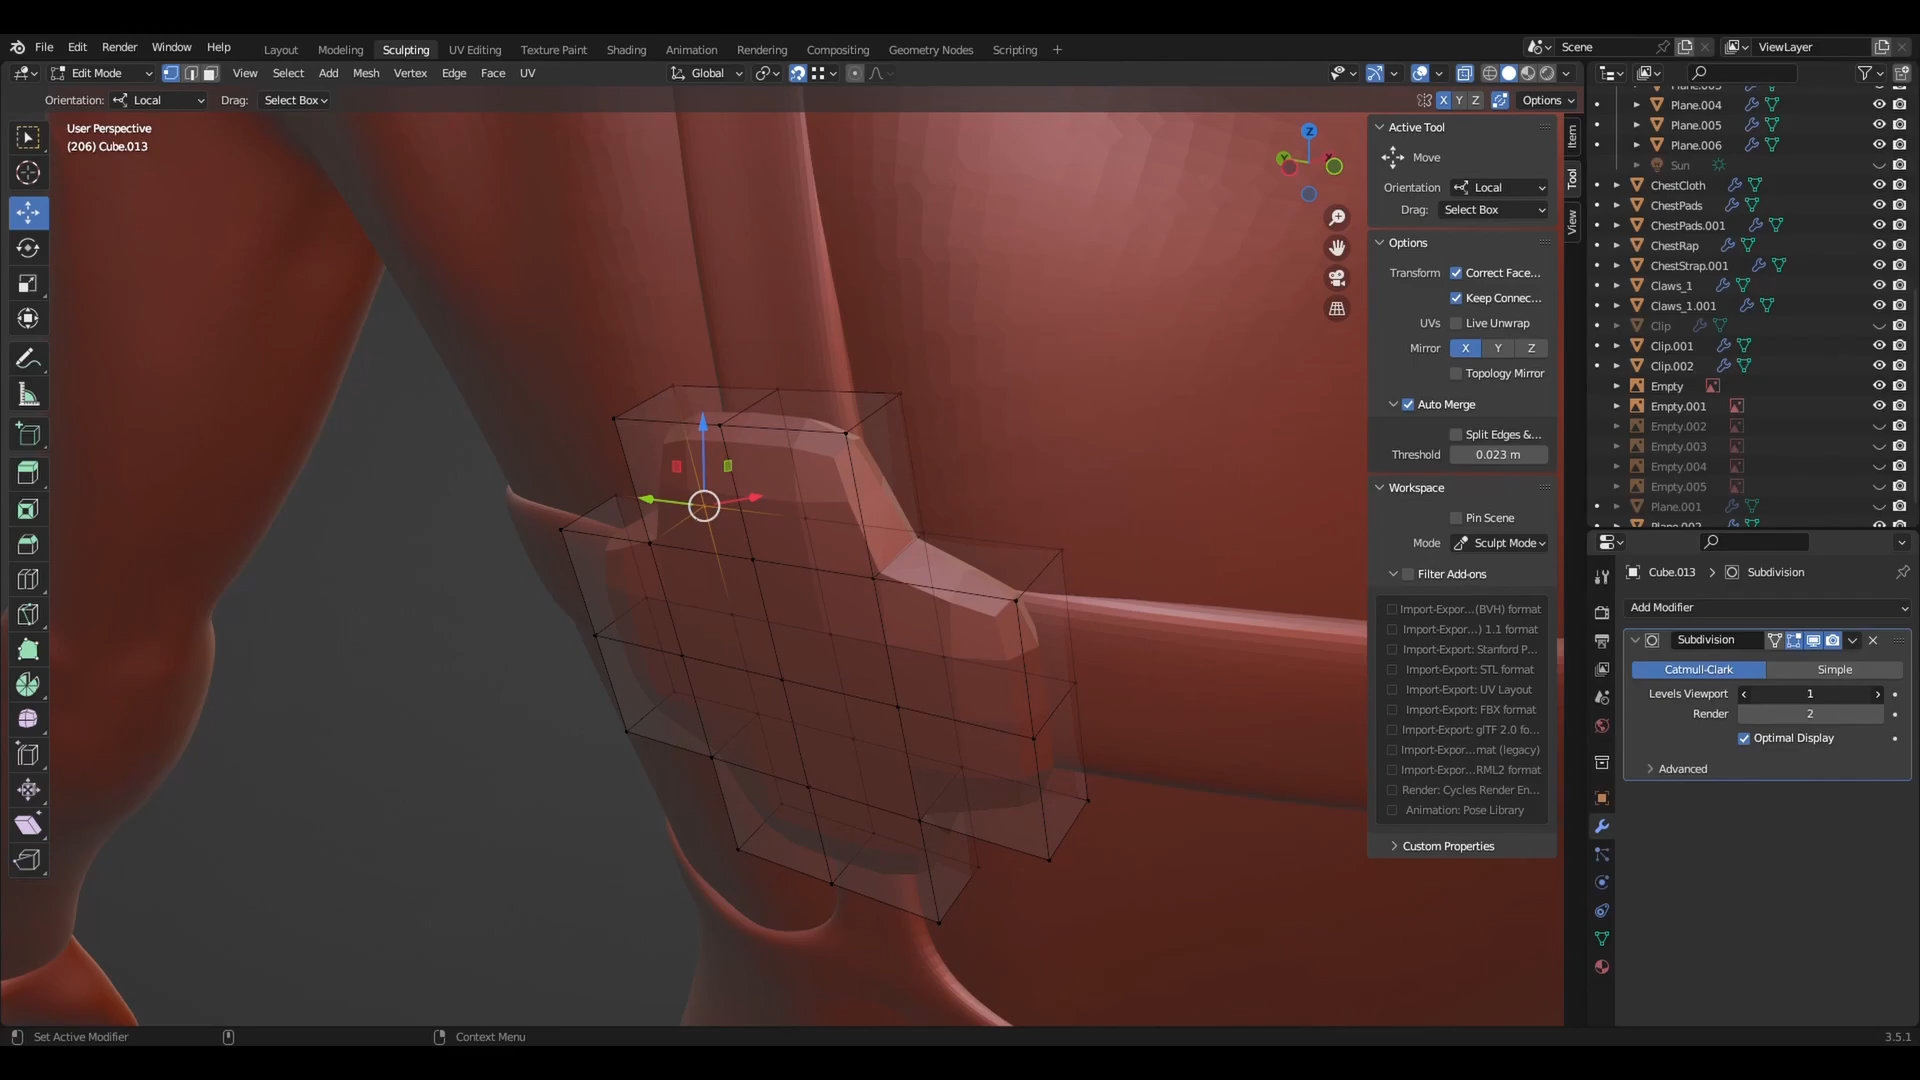 File Edit Render Window Help Layout Modeling Sculpting UV Editing Texture Paint Shading Animation Rendering Compositing Geometry Nodes Scripting + Scene ViewLayer
Edit Mode View Select Add Mesh Vertex Edge Face UV Global
Orientation: Local Drag: Select Box X Y Z Options
User Perspective
(206) Cube.013
Z
Y
Active Tool
Move
Orientation Local
Drag: Select Box
Options
Transform Correct Face...
Keep Connec...
UVs Live Unwrap
Mirror X Y Z
Topology Mirror
Auto Merge
Split Edges &...
Threshold 0.023 m
Workspace
Pin Scene
Mode Sculpt Mode
Filter Add-ons
Import-Expor...(BVH) format
Import-Expor...) 1.1 format
Import-Export: Stanford P...
Import-Export: STL format
Import-Export: UV Layout
Import-Export: FBX format
Import-Export: glTF 2.0 fo...
Import-Expor...mat (legacy)
Import-Expor...RML2 format
Render: Cycles Render En...
Animation: Pose Library
Custom Properties
Item
Tool
View
Plane.003
Plane.004
Plane.005
Plane.006
Sun
ChestCloth
ChestPads
ChestPads.001
ChestRap
ChestStrap.001
Claws_1
Claws_1.001
Clip
Clip.001
Clip.002
Empty
Empty.001
Empty.002
Empty.003
Empty.004
Empty.005
Plane.001
Plane.002
Cube.013 > Subdivision
Add Modifier
Subdivision
Catmull-Clark Simple
Levels Viewport 1
Render 2
Optimal Display
Advanced
Set Active Modifier Context Menu 3.5.1